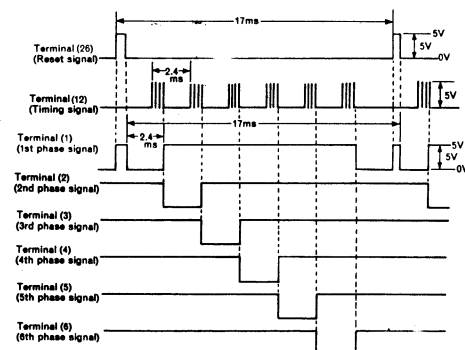 17ms
5V
Terminal (26)
5V
(Reset signal)
0V
2.4
ms
Terminal(12)
5V
(Timing signal)
17ms
Terminal (1)
2.4
5V
(1st phase signal)
ms
5V
0V
Terminal (2)
(2nd phase signal)
Terminal (3)
(3rd phase signal)
Terminal (4)
(4th phase signal)
Terminal (5)
(5th phase signal)
Terminal (6)
(6th phase signal)